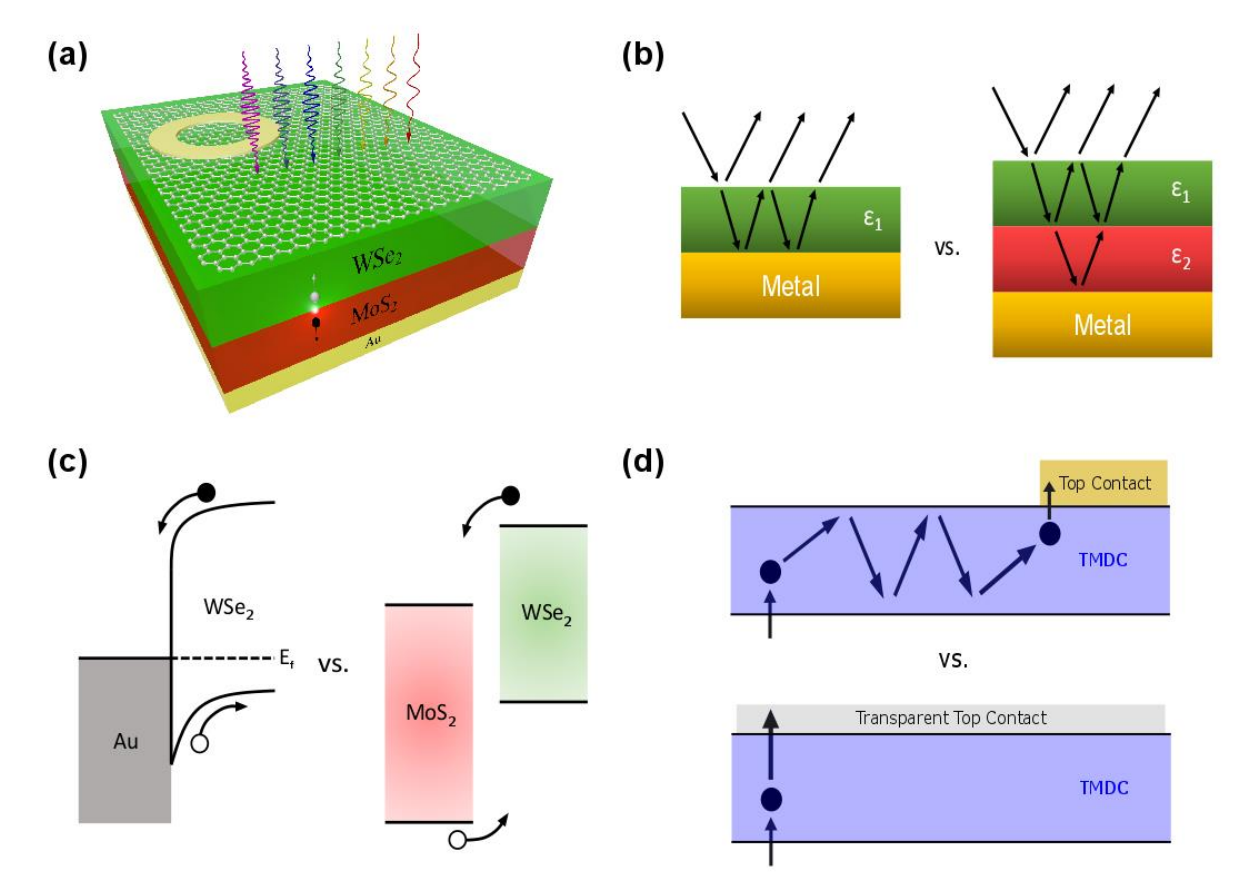 (a)
WSe₂
MoS₂
Au
(b)
ε₁
Metal
vs.
ε₁
ε₂
Metal
(c)
WSe₂
E_f
Au
vs.
MoS₂
WSe₂
(d)
Top Contact
TMDC
vs.
Transparent Top Contact
TMDC